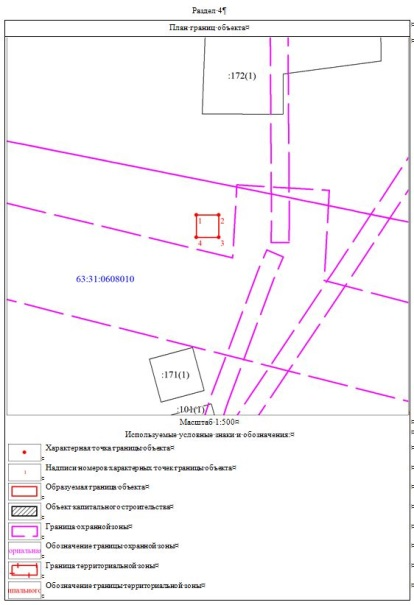 Раздел 4¶
План границ объекта¤
:172(1)
1 2
4 3
63:31:0608010
:171(1)
:101(1)
Масштаб 1:500¤
Используемые условные знаки и обозначения:¤
Характерная точка границы объекта¤
1 Надписи номеров характерных точек границы объекта¤
Образуемая граница объекта¤
Объект капитального строительства¤
Граница охранной зоны¤
Обозначение границы охранной зоны¤
Граница территориальной зоны¤
Обозначение границы территориальной зоны¤